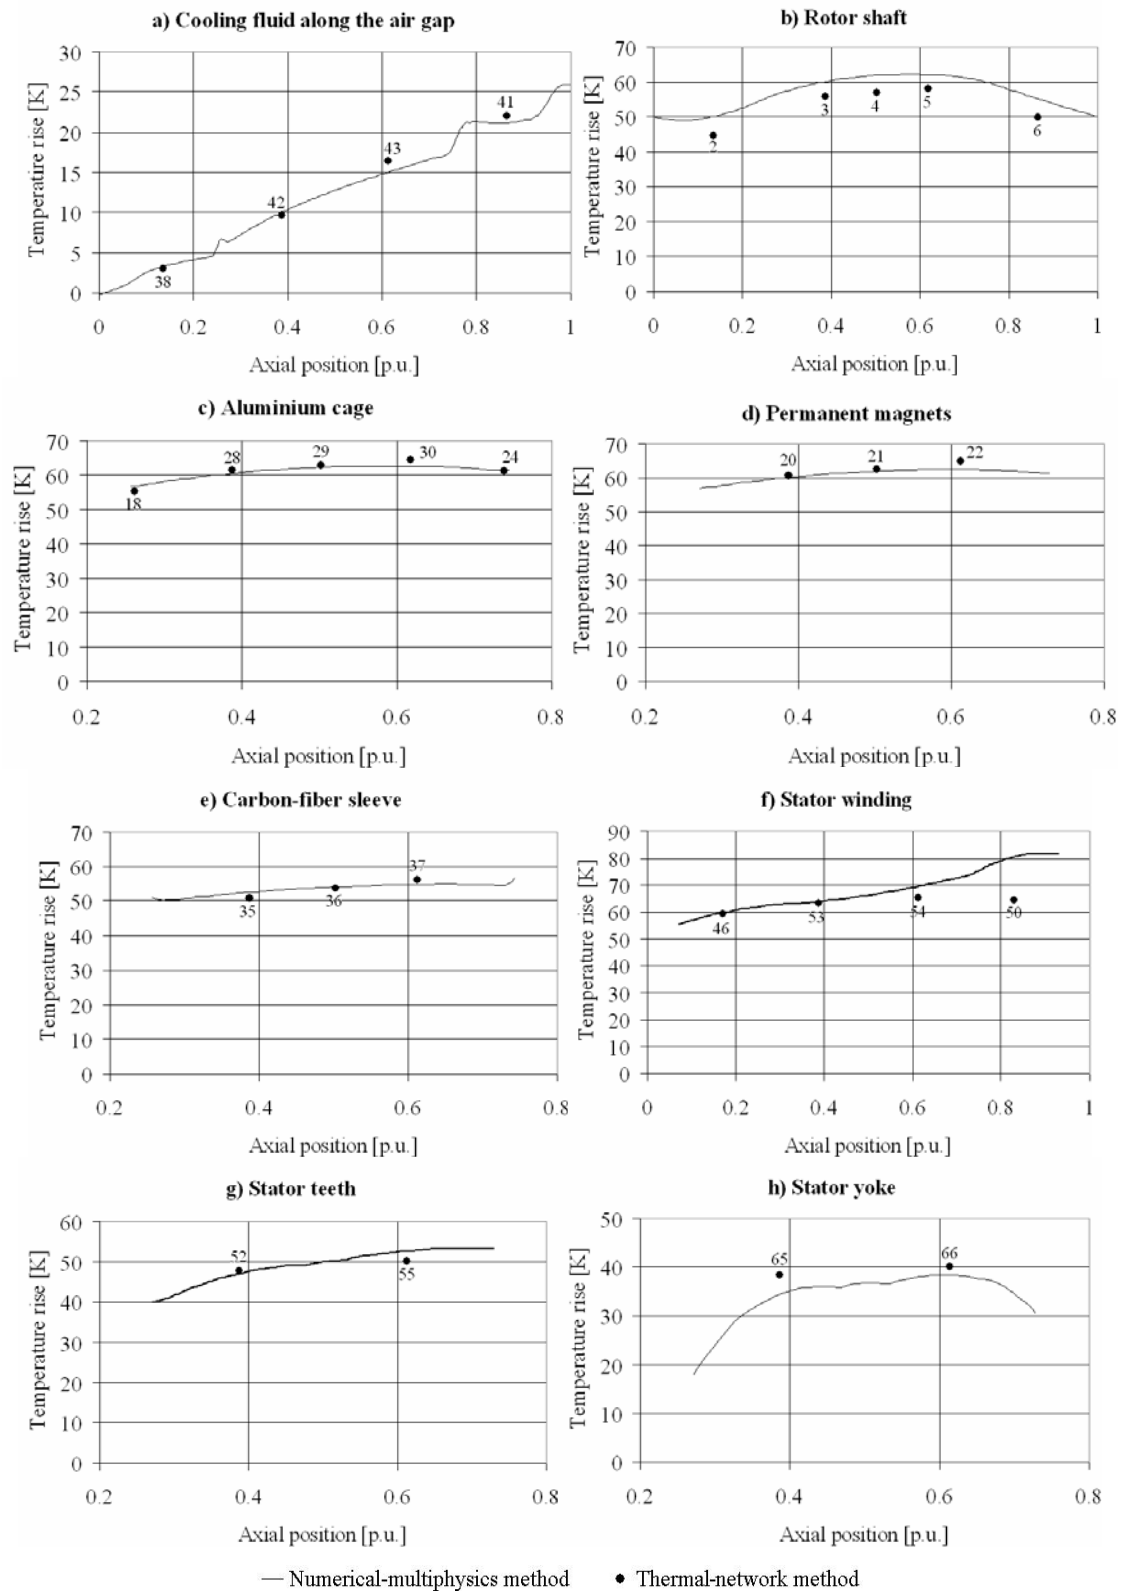 a) Cooling fluid along the air gap
Temperatire rise [K]
30
25
20
15
10
5
0
38
42
43
41
0 0.2 0.4 0.6 0.8 1
Axial position [p.u.]
b) Rotor shaft
Temperature rise [K]
70
60
50
40
30
20
10
0
2
3
4
5
6
0 0.2 0.4 0.6 0.8 1
Axial position [p.u.]
c) Aluminium cage
Temperature rise [K]
70
60
50
40
30
20
10
0
18
28
29
30
24
0.2 0.4 0.6 0.8
Axial position [p.u.]
d) Permanent magnets
Temperature rise [K]
70
60
50
40
30
20
10
0
20
21
22
0.2 0.4 0.6 0.8
Axial position [p.u.]
e) Carbon-fiber sleeve
Temperature rise [K]
70
60
50
40
30
20
10
0
35
36
37
0.2 0.4 0.6 0.8
Axial position [p.u.]
f) Stator winding
Temperature rise [K]
90
80
70
60
50
40
30
20
10
0
46
53
54
50
0 0.2 0.4 0.6 0.8 1
Axial position [p.u.]
g) Stator teeth
Temperature rise [K]
60
50
40
30
20
10
0
52
55
0.2 0.4 0.6 0.8
Axial position [p.u.]
h) Stator yoke
Temperature rise [K]
50
40
30
20
10
0
65
66
0.2 0.4 0.6 0.8
Axial position [p.u.]
Numerical-multiphysics method
Thermal-network method